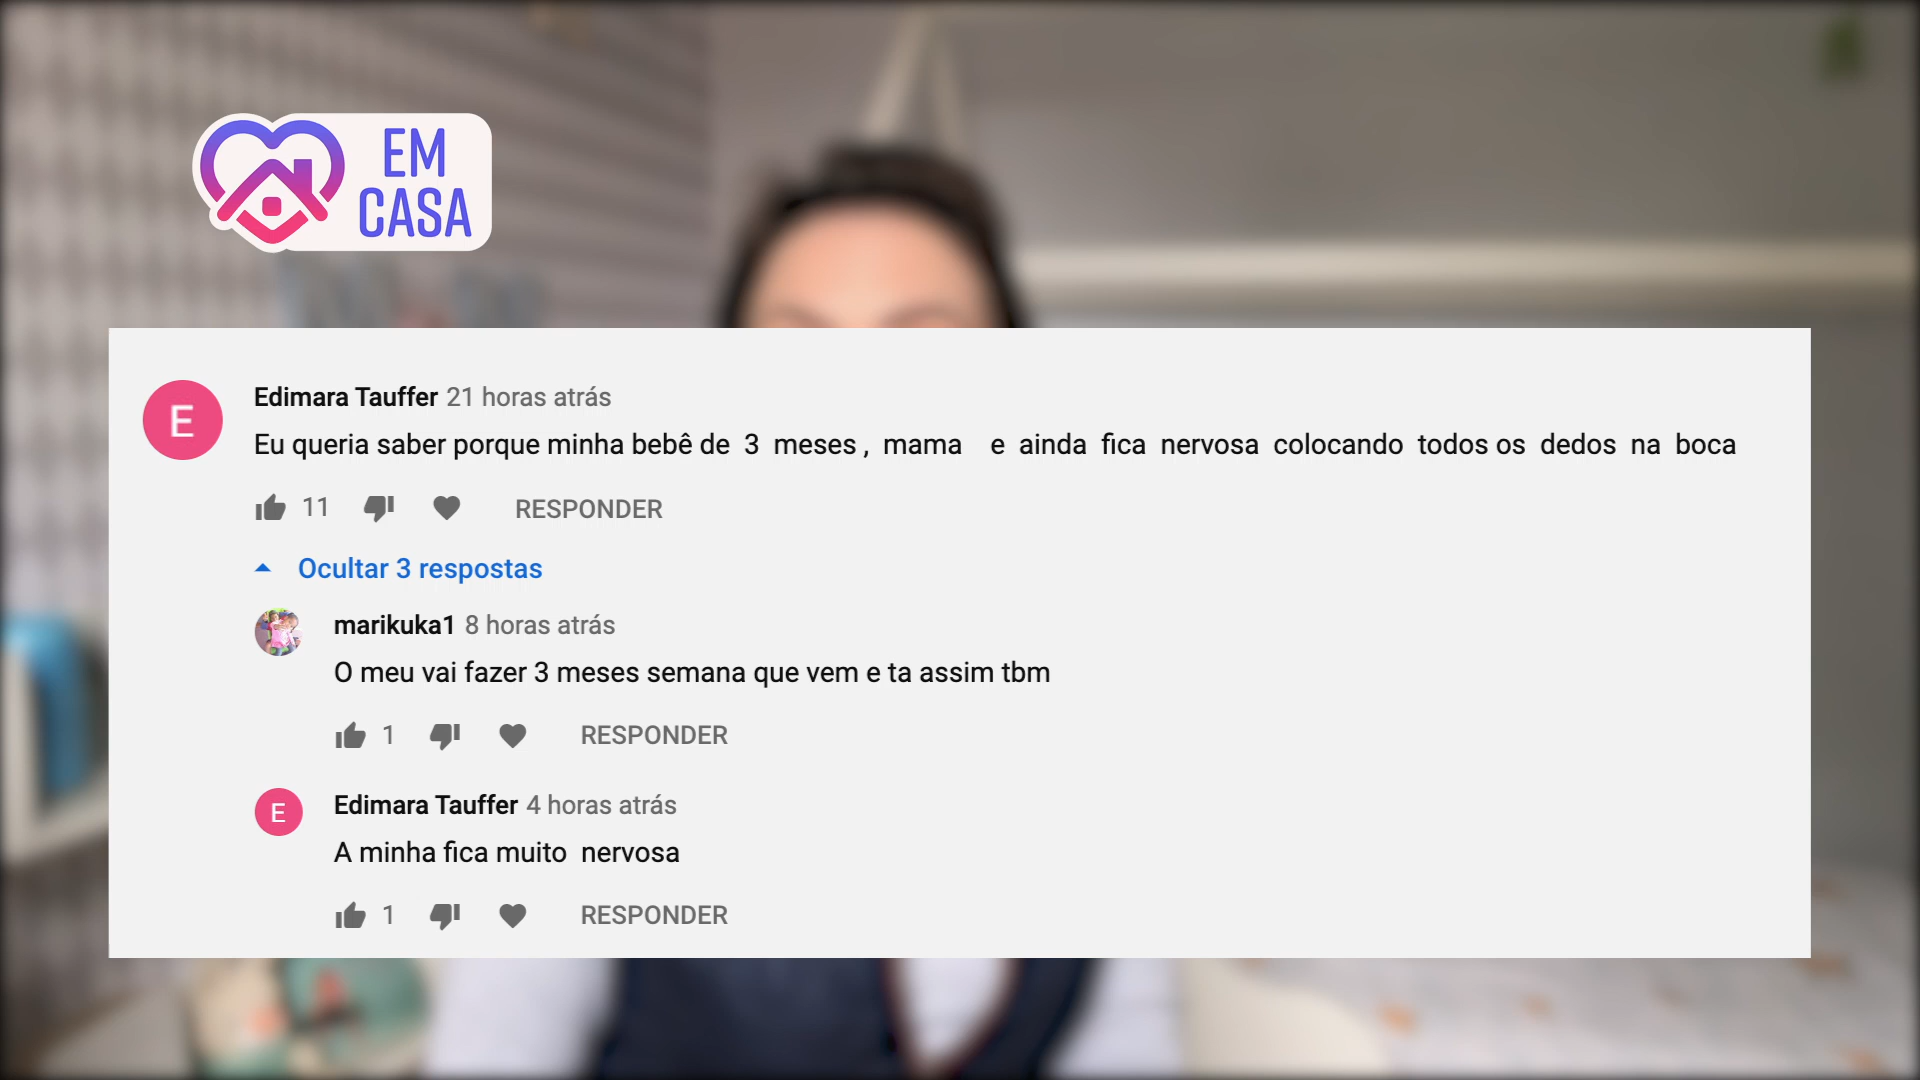 EM
CASA
E
Edimara Tauffer 21 horas atrás
Eu queria saber porque minha bebê de 3 meses , mama e ainda fica nervosa colocando todos os dedos na boca
11 RESPONDER
Ocultar 3 respostas
marikuka1 8 horas atrás
O meu vai fazer 3 meses semana que vem e ta assim tbm
1 RESPONDER
E
Edimara Tauffer 4 horas atrás
A minha fica muito nervosa
1 RESPONDER